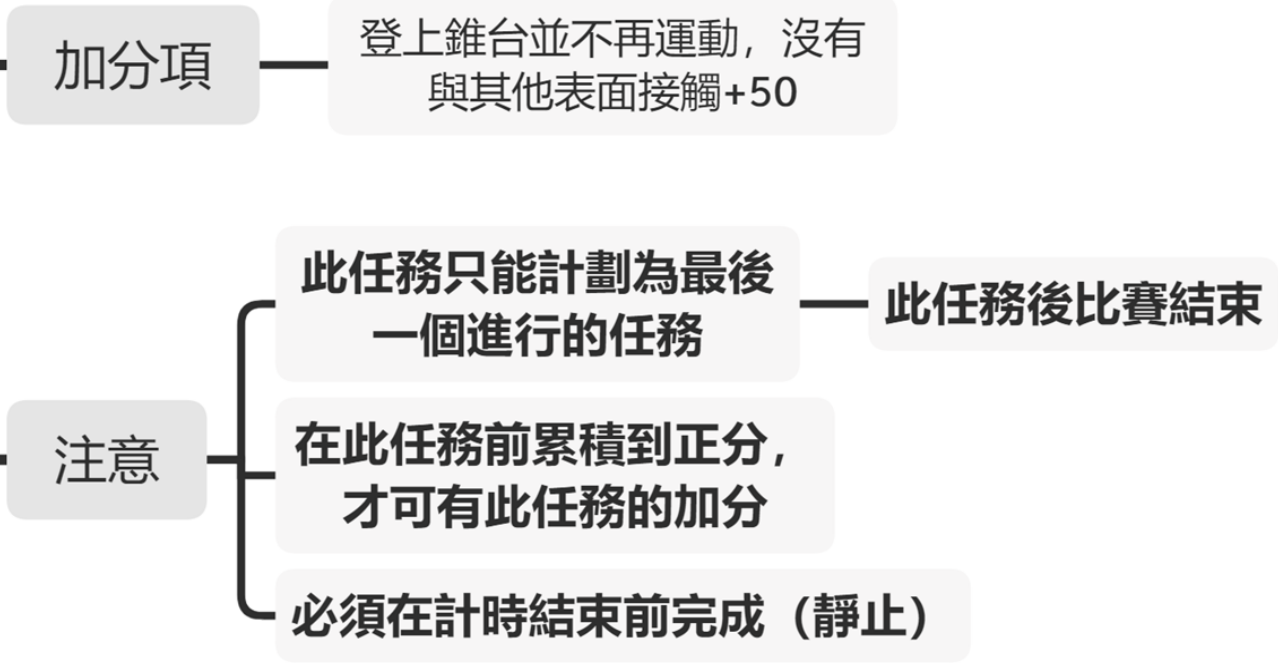 加分項
登上錐台並不再運動，沒有
與其他表面接觸+50
注意
此任務只能計劃為最後
一個進行的任務
此任務後比賽結束
在此任務前累積到正分，
才可有此任務的加分
必須在計時結束前完成（靜止）